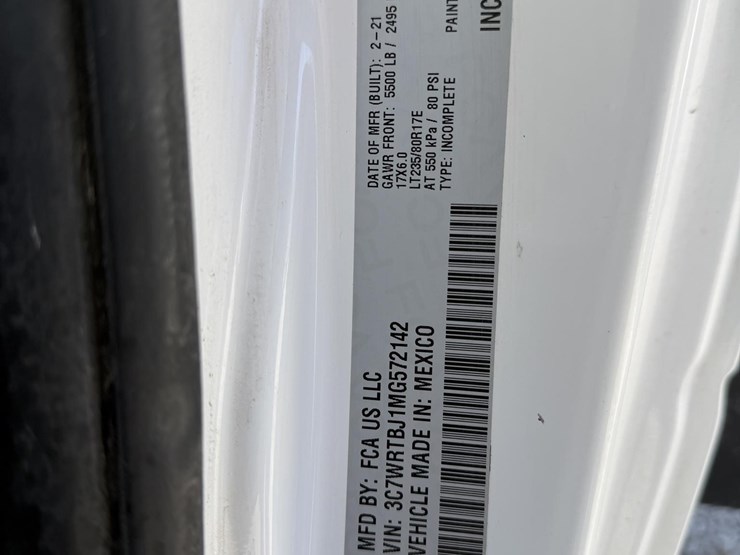 MFD BY: FCA US LLC
DATE OF MFR (BUILT): 2-21
GAWR FRONT: 5500 LB / 2495
17X6.0
LT235/80R17E
AT 550 kPa / 80 PSI
VIN: 3C7WRTBJ1MG572142
TYPE: INCOMPLETE
PAINT
VEHICLE MADE IN: MEXICO
INC